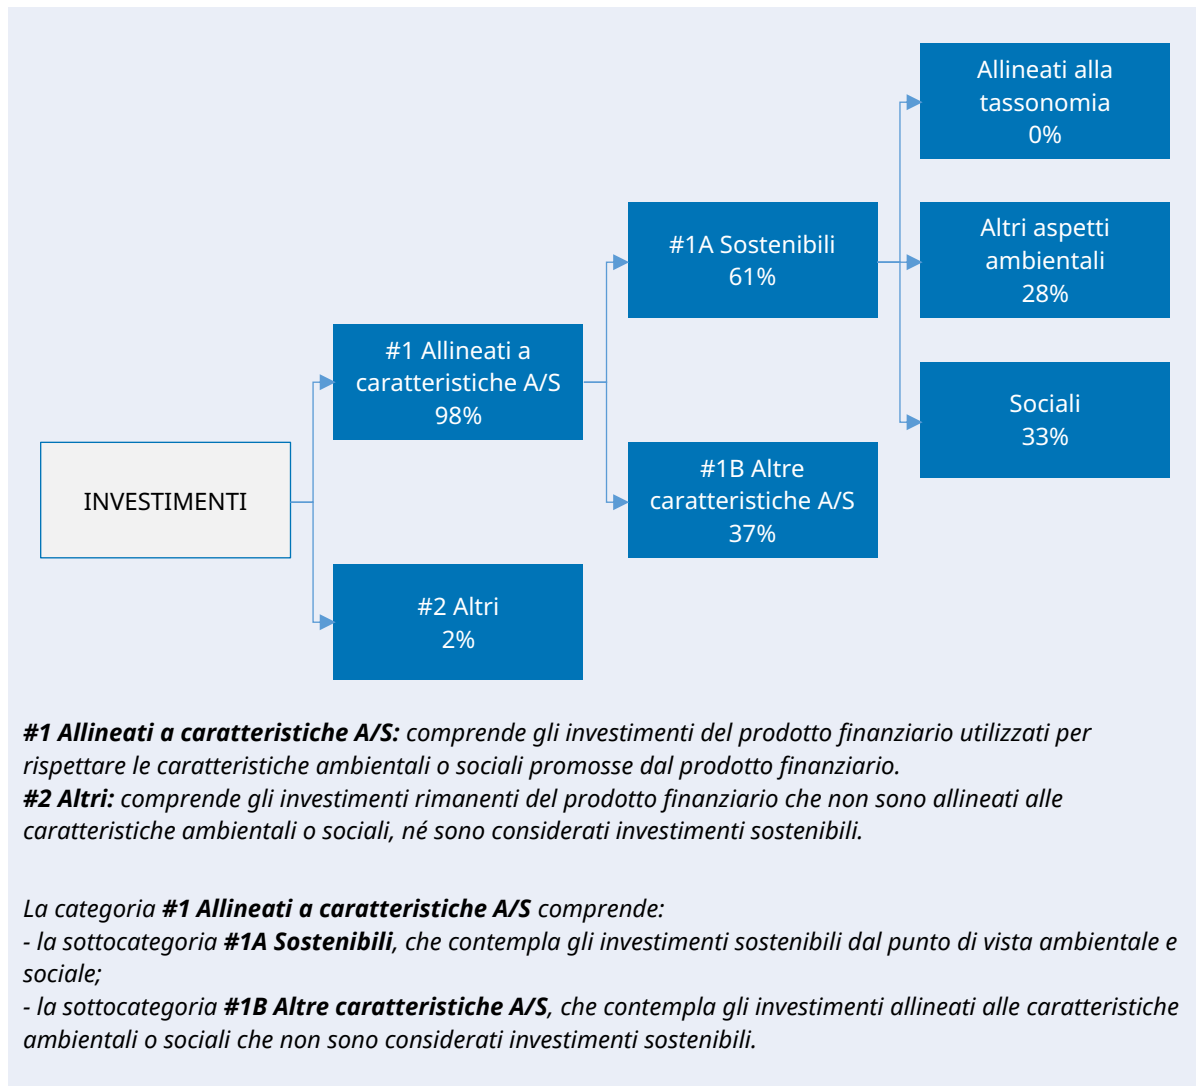 Allineati alla
tassonomia
0%
#1A Sostenibili
61%
Altri aspetti
ambientali
28%
#1 Allineati a
caratteristiche A/S
98%
Sociali
33%
INVESTIMENTI
#1B Altre
caratteristiche A/S
37%
#2 Altri
2%
#1 Allineati a caratteristiche A/S: comprende gli investimenti del prodotto finanziario utilizzati per
rispettare le caratteristiche ambientali o sociali promosse dal prodotto finanziario.
#2 Altri: comprende gli investimenti rimanenti del prodotto finanziario che non sono allineati alle
caratteristiche ambientali o sociali, né sono considerati investimenti sostenibili.
La categoria #1 Allineati a caratteristiche A/S comprende:
- la sottocategoria #1A Sostenibili, che contempla gli investimenti sostenibili dal punto di vista ambientale e
sociale;
- la sottocategoria #1B Altre caratteristiche A/S, che contempla gli investimenti allineati alle caratteristiche
ambientali o sociali che non sono considerati investimenti sostenibili.